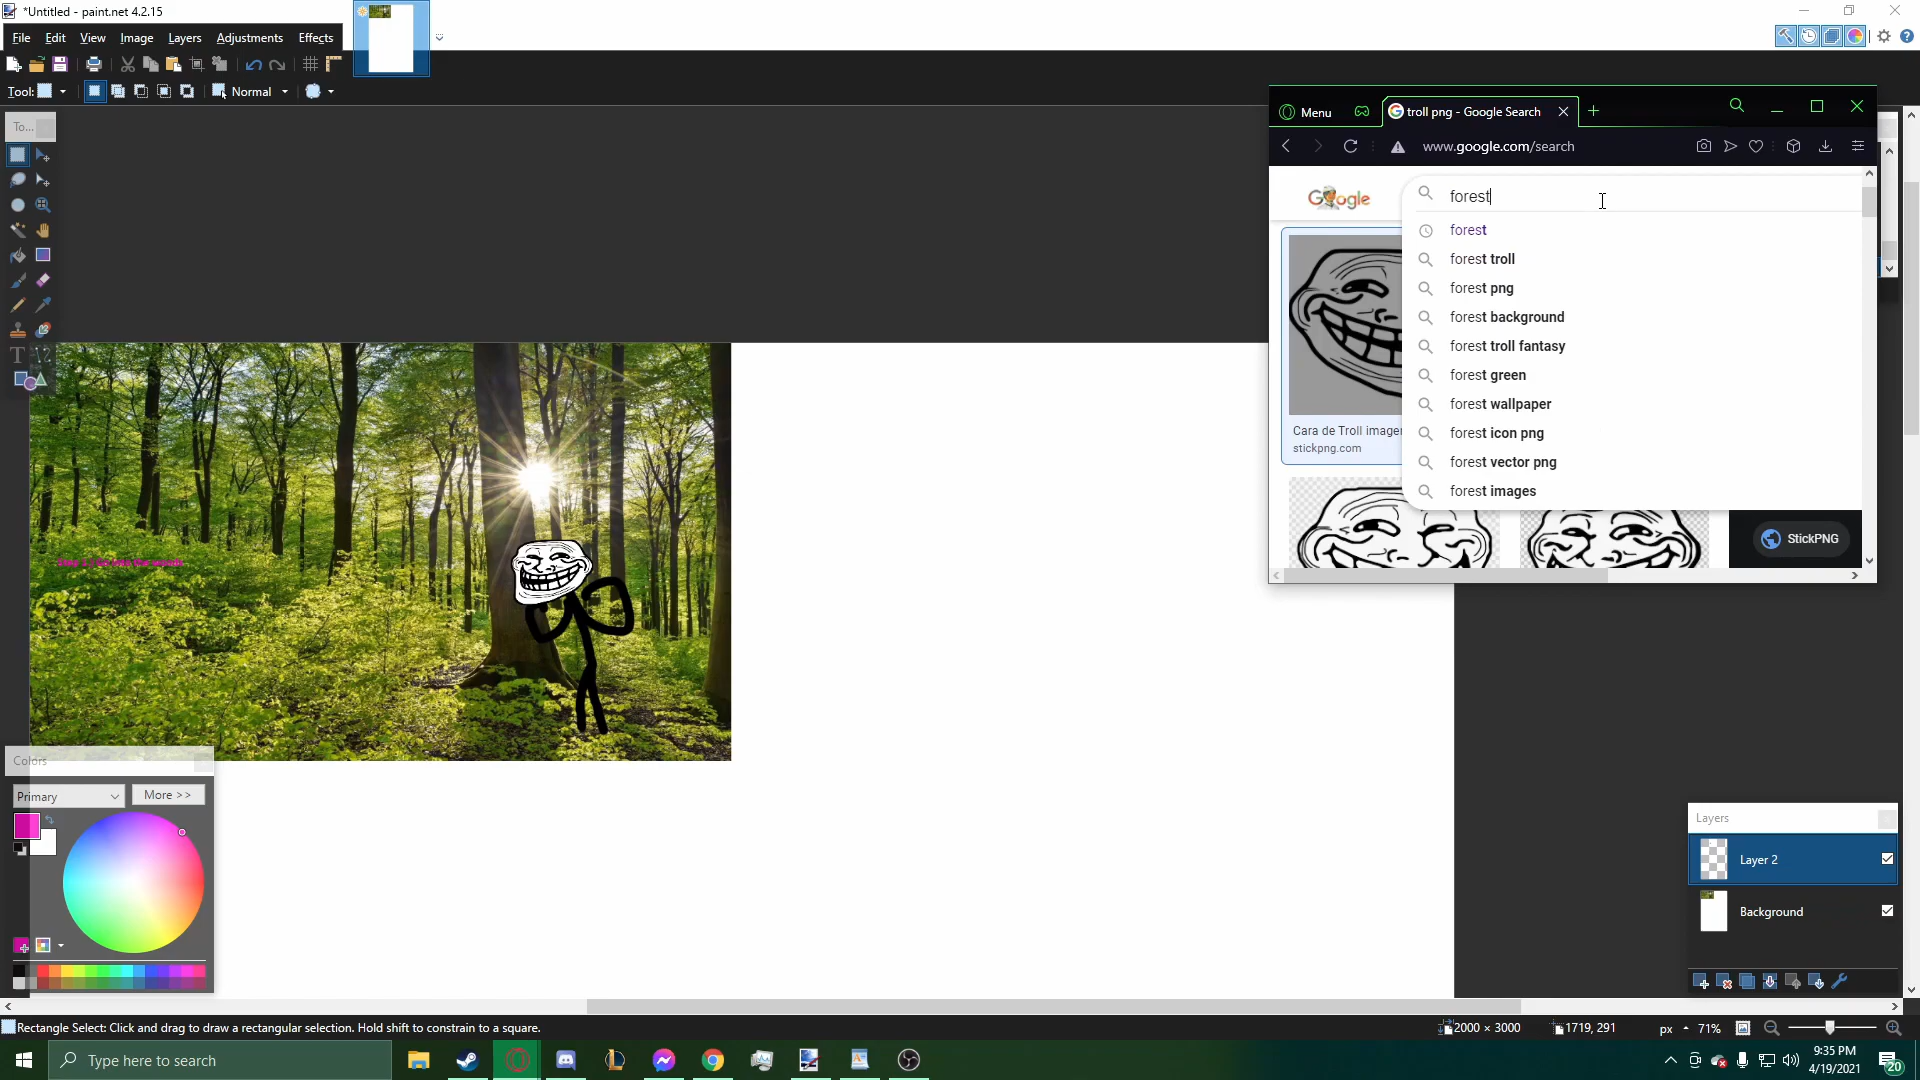 *Untitled - paint.net 4.2.15
File Edit View Image Layers Adjustments Effects
Tool: Normal
To...
Menu
troll png - Google Search
www.google.com/search
Google
forest
forest
forest troll
forest png
forest background
forest troll fantasy
forest green
forest wallpaper
forest icon png
forest vector png
forest images
Cara de Troll imagen
stickpng.com
StickPNG
Colors
Primary
More >>
Layers
Layer 2
Background
Rectangle Select: Click and drag to draw a rectangular selection. Hold shift to constrain to a square.
2000 × 3000
1719, 291
px
71%
Type here to search
9:35 PM
4/19/2021
20